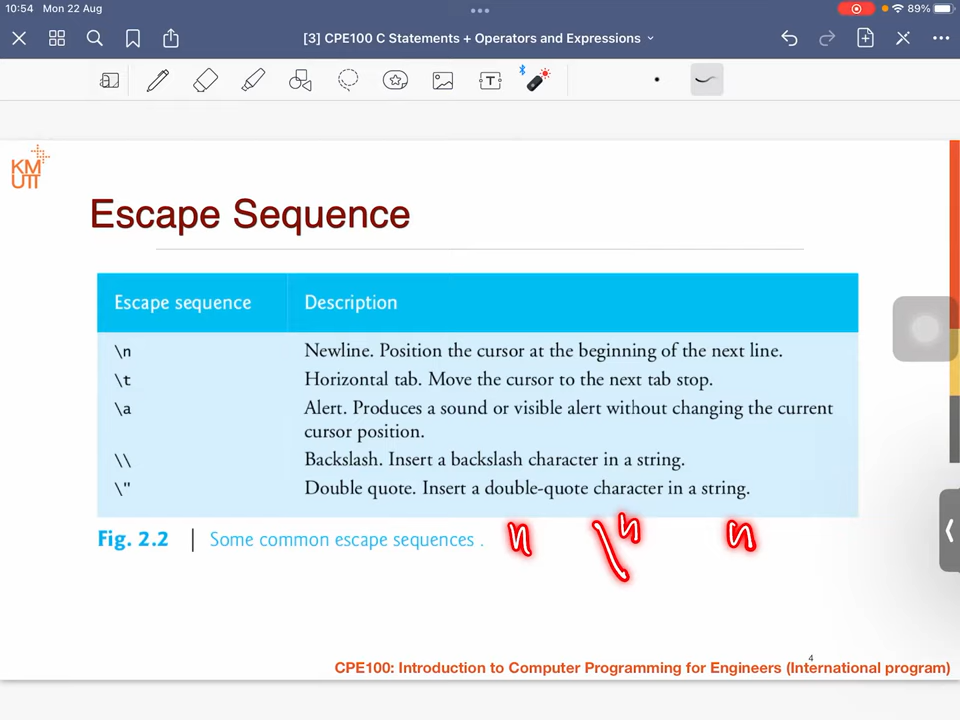 10:54 Mon 22 Aug
89%
[3] CPE100 C Statements + Operators and Expressions
T
KM
UTT
Escape Sequence
Escape sequence Description
\n Newline. Position the cursor at the beginning of the next line.
\t Horizontal tab. Move the cursor to the next tab stop.
\a Alert. Produces a sound or visible alert without changing the current
cursor position.
\\ Backslash. Insert a backslash character in a string.
\" Double quote. Insert a double-quote character in a string.
Fig. 2.2 | Some common escape sequences .
n \n n
4
CPE100: Introduction to Computer Programming for Engineers (International program)